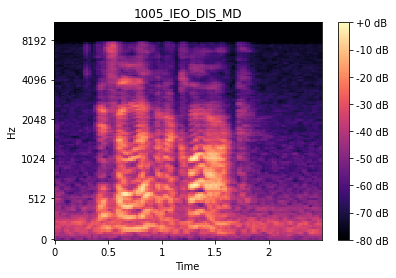 1005_IEO_DIS_MD
+0 dB
8192
-10 dB
4096
-20 dB
-30 dB
2048
-40 dB
Hz
1024
-50 dB
512
-60 dB
-70 dB
0
-80 dB
0 0.5 1 1.5 2
Time